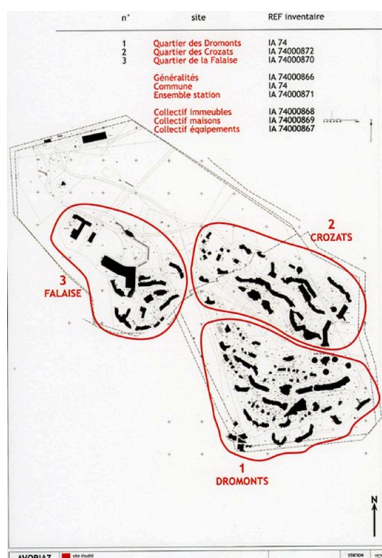 n° site REF inventaire
1 Quartier des Dromonts IA 74
2 Quartier des Crozats IA 74000872
3 Quartier de la Falaise IA 74000870
Généralités IA 74000866
Commune IA 74
Ensemble station IA 74000871
Collectif immeubles IA 74000868
Collectif maisons IA 74000869
Collectif équipements IA 74000867
2
CROZATS
3
FALAISE
1
DROMONTS
N
AVORIAZ site étudié STATION